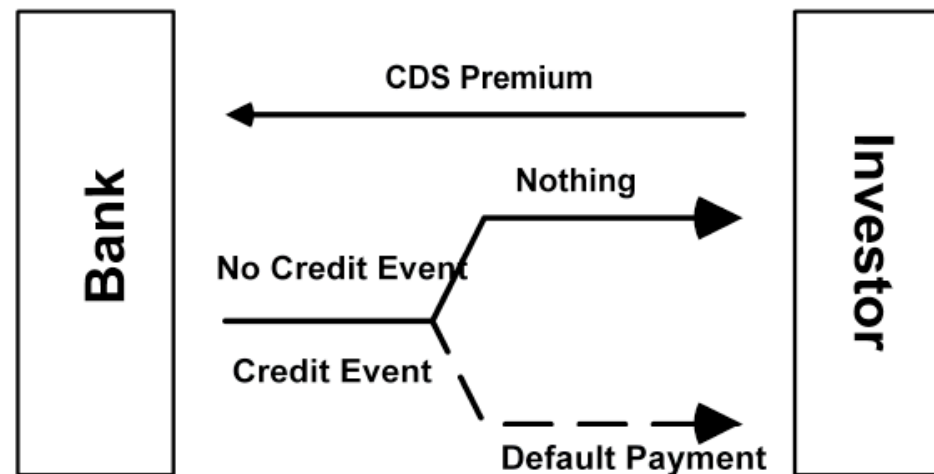 Bank
CDS Premium
Nothing
No Credit Event
Credit Event
Default Payment
Investor